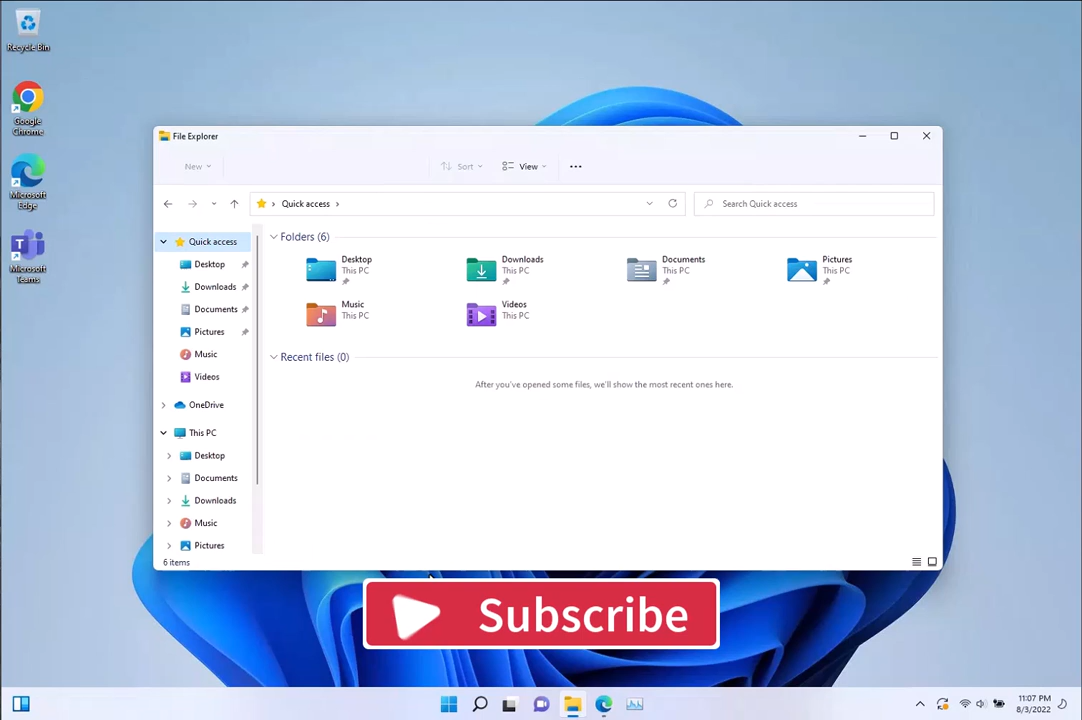 Recycle Bin
Google
Chrome
Microsoft
Edge
Microsoft
Teams
File Explorer
New
Sort
View
Quick access
Search Quick access
Quick access
Desktop
Downloads
Documents
Pictures
Music
Videos
OneDrive
This PC
Desktop
Documents
Downloads
Music
Pictures
Folders (6)
Desktop
This PC
Downloads
This PC
Documents
This PC
Pictures
This PC
Music
This PC
Videos
This PC
Recent files (0)
After you've opened some files, we'll show the most recent ones here.
6 items
Subscribe
11:07 PM
8/3/2022